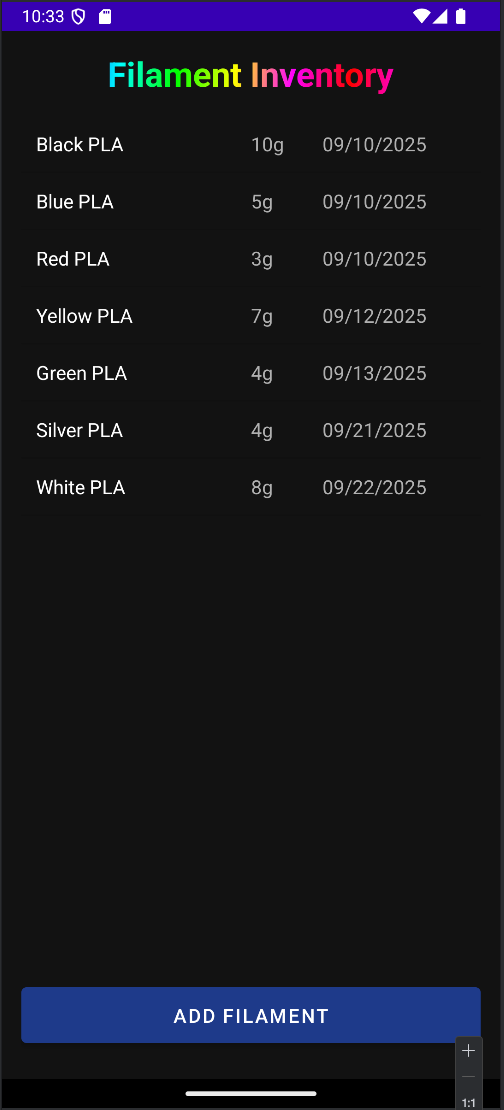 10:33
Filament Inventory
Black PLA 10g 09/10/2025
Blue PLA 5g 09/10/2025
Red PLA 3g 09/10/2025
Yellow PLA 7g 09/12/2025
Green PLA 4g 09/13/2025
Silver PLA 4g 09/21/2025
White PLA 8g 09/22/2025
ADD FILAMENT
1:1